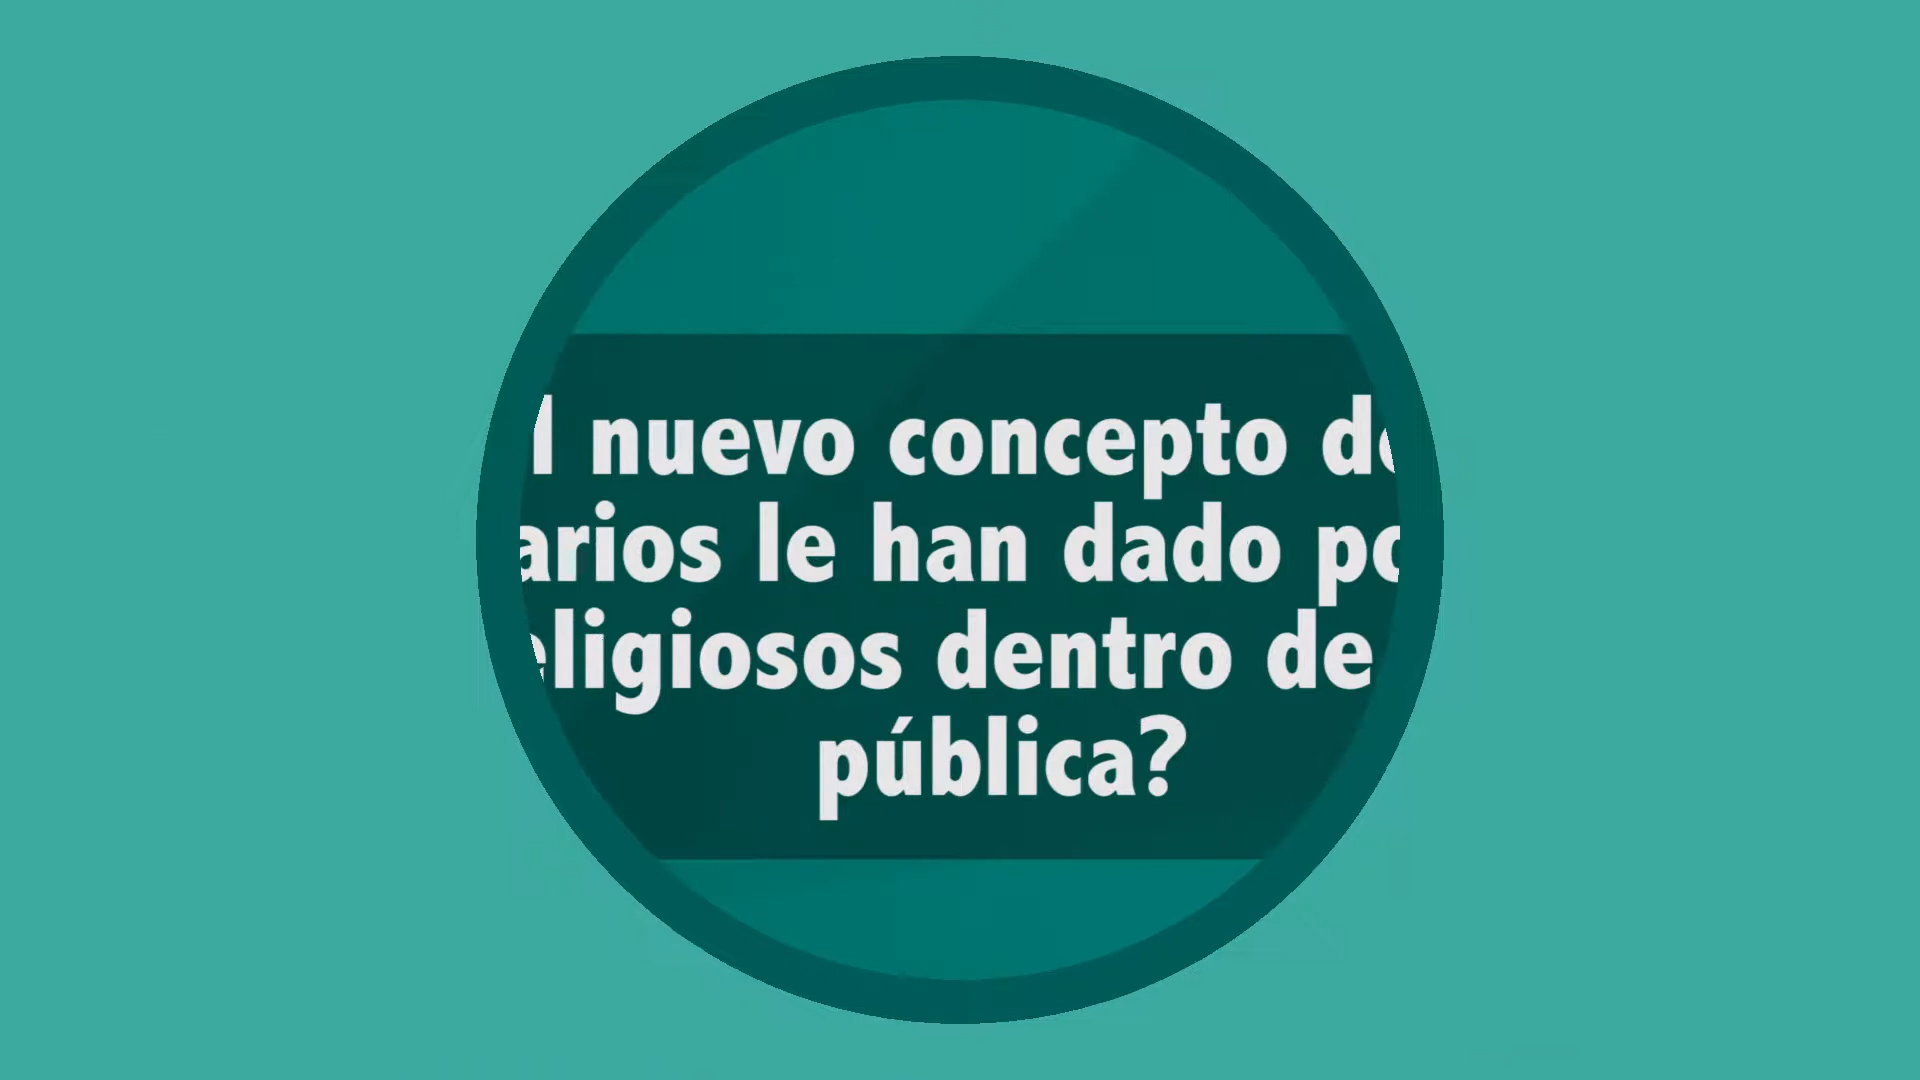 l nuevo concepto de
arios le han dado po
eligiosos dentro de
pública?